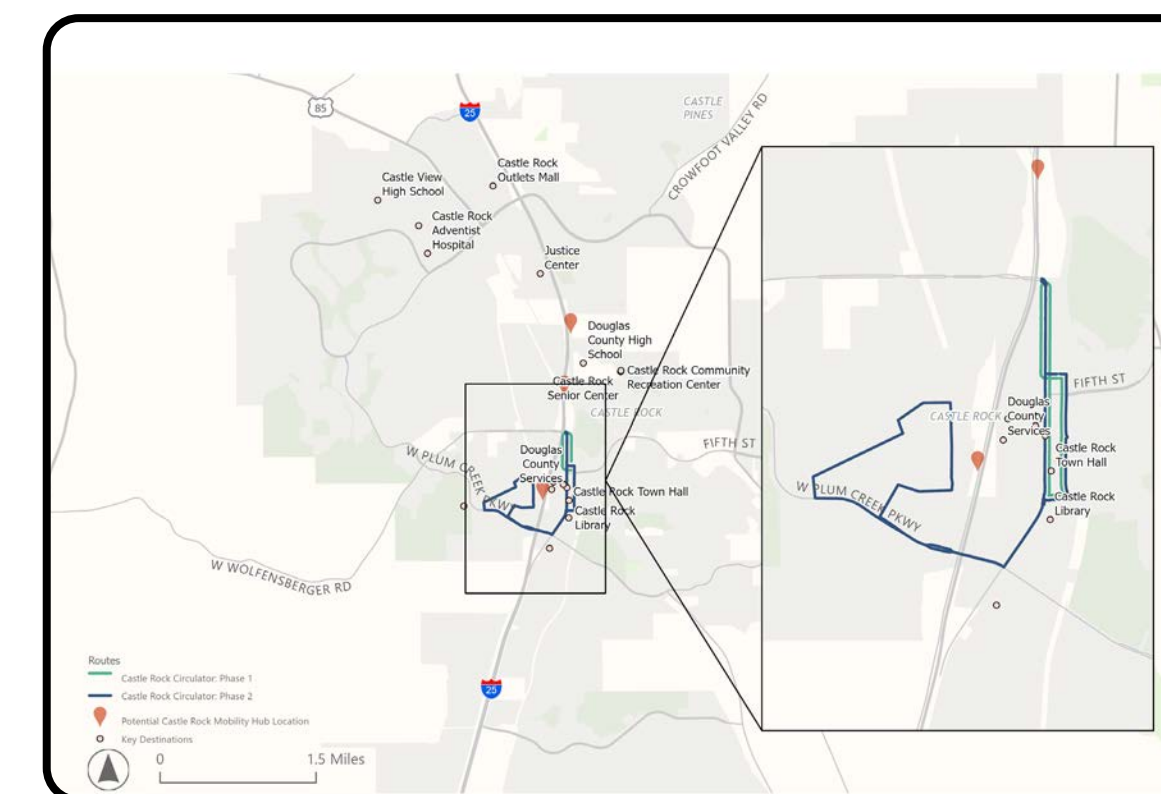 85
25
CASTLE
PINES
CROWFOOT VALLEY RD
Castle View
High School
Castle Rock
Outlets Mall
Castle Rock
Adventist
Hospital
Justice
Center
Douglas
County High
School
Castle Rock Community
Recreation Center
Castle Rock
Senior Center
CASTLE ROCK
FIFTH ST
W PLUM CREEK PKWY
Douglas
County
Services
Castle Rock Town Hall
Castle Rock
Library
W WOLFENSBERGER RD
25
FIFTH ST
CASTLE ROCK
Douglas
County
Services
Castle Rock
Town Hall
Castle Rock
Library
W PLUM CREEK PKWY
Routes
Castle Rock Circulator: Phase 1
Castle Rock Circulator: Phase 2
Potential Castle Rock Mobility Hub Location
Key Destinations
0 1.5 Miles